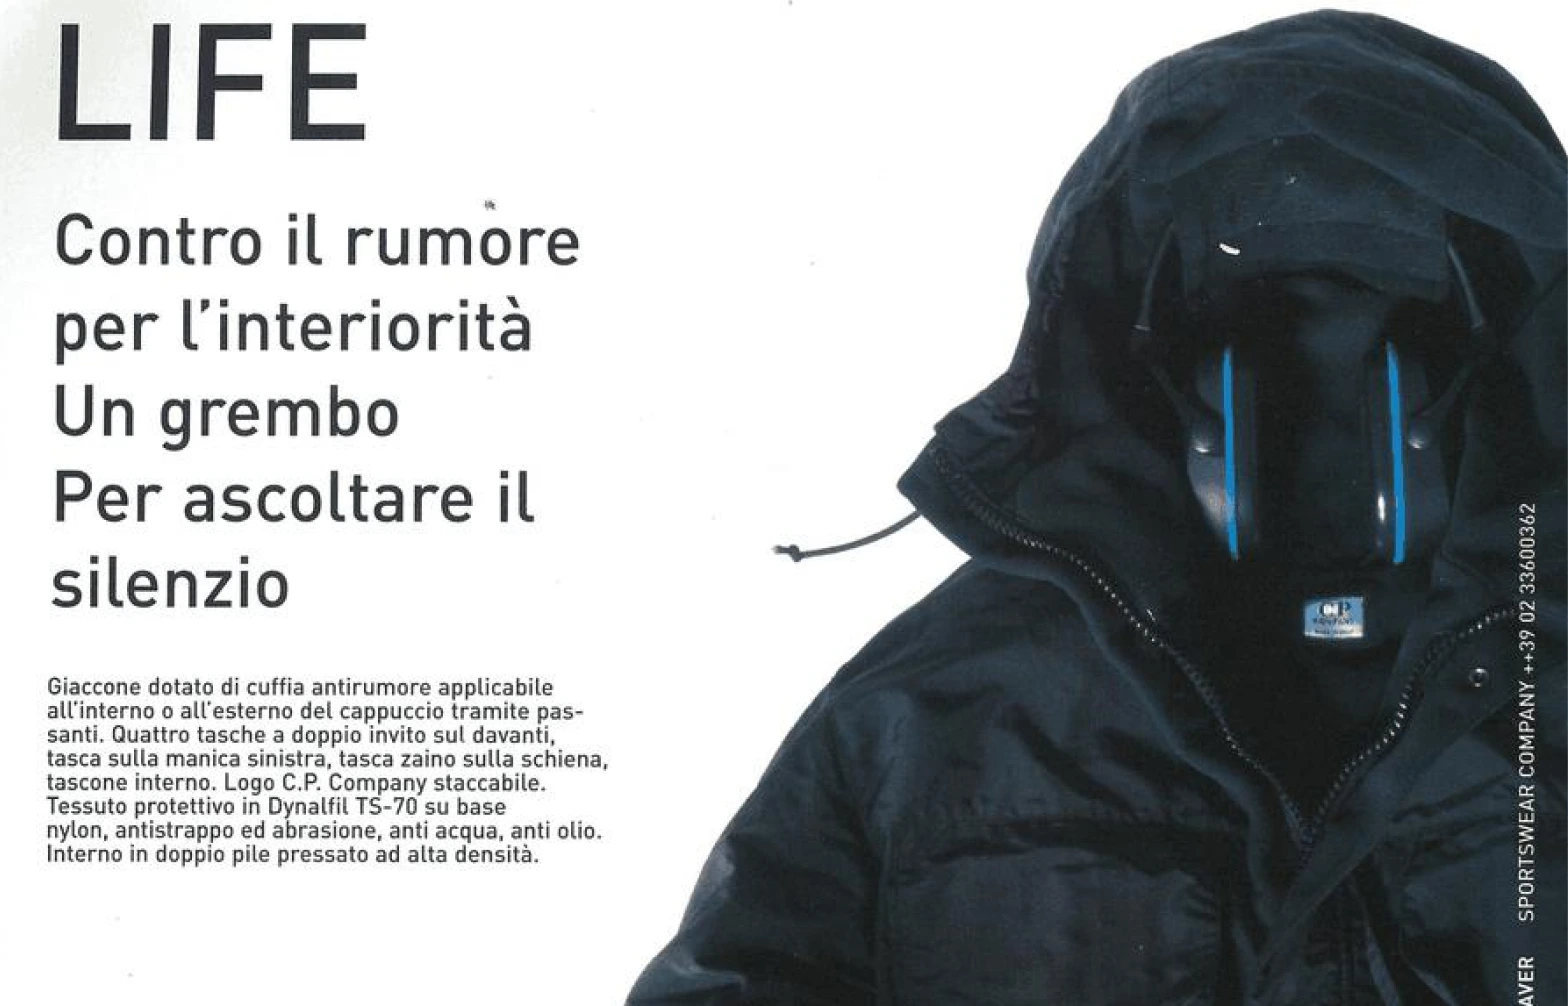 LIFE
Contro il rumore
per l'interiorità
Un grembo
Per ascoltare il
silenzio
Giaccone dotato di cuffia antirumore applicabile
all'interno o all'esterno del cappuccio tramite pas-
santi. Quattro tasche a doppio invito sul davanti,
tasca sulla manica sinistra, tasca zaino sulla schiena,
tascone interno. Logo C.P. Company staccabile.
Tessuto protettivo in Dynalfil TS-70 su base
nylon, antistrappo ed abrasione, anti acqua, anti olio.
Interno in doppio pile pressato ad alta densità.
C.P.
AVER SPORTSWEAR COMPANY ++39 02 33600362